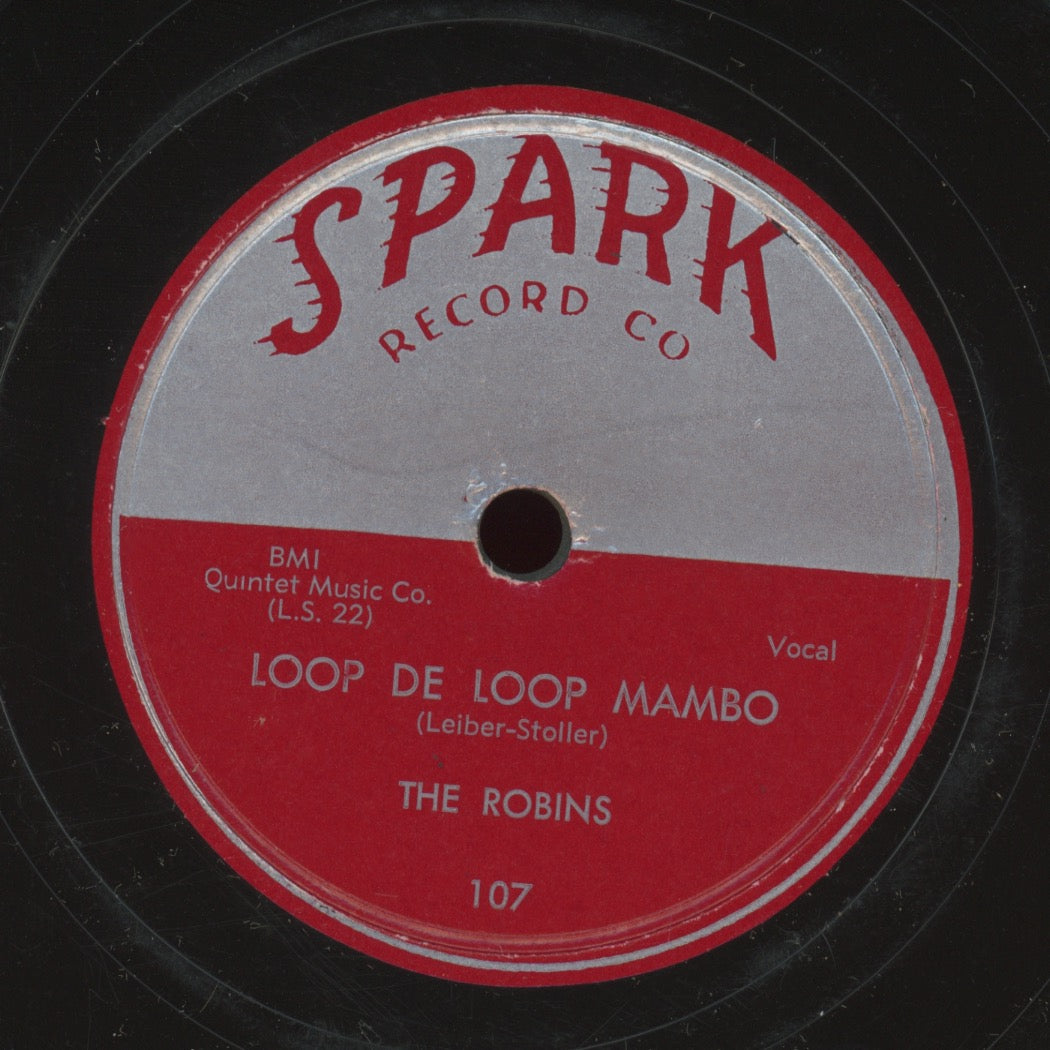 SPARK
RECORD CO
BMI
Quintet Music Co.
(L.S. 22)
Vocal
LOOP DE LOOP MAMBO
(Leiber-Stoller)
THE ROBINS
107